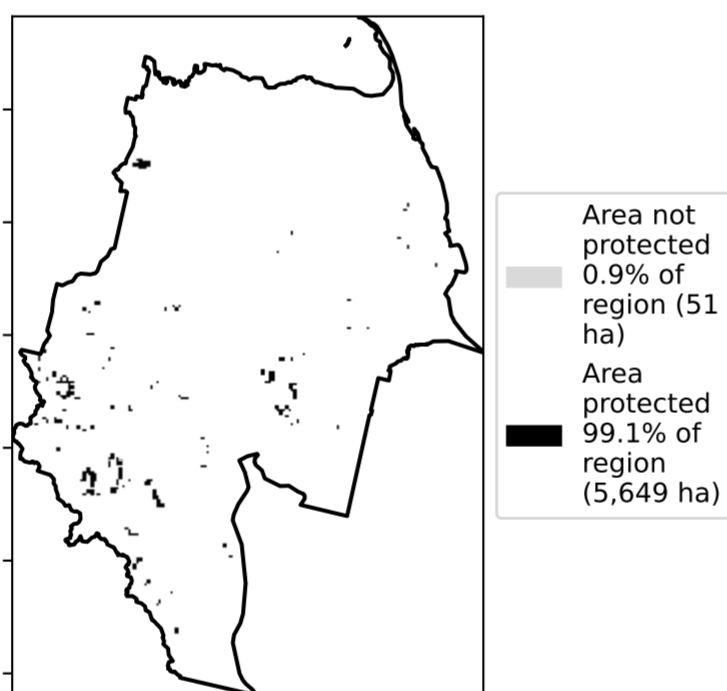 Area not
protected
0.9% of
region (51
ha)
Area
protected
99.1% of
region
(5,649 ha)